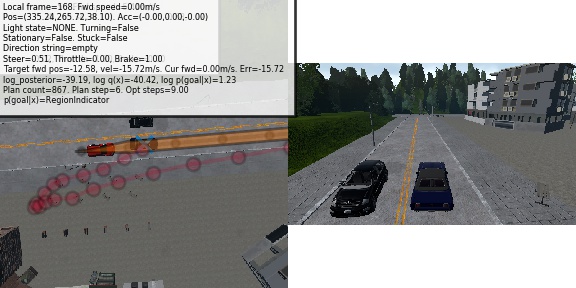 Local frame=168. Fwd speed=0.00m/s
Pos=(335.24,265.72,38.10). Acc=(-0.00,0.00,-0.00)
Light state=NONE. Turning=False
Stationary=False. Stuck=False
Direction string=empty
Steer=0.51, Throttle=0.00, Brake=1.00
Target fwd pos=-12.58, vel=-15.72m/s. Cur fwd=0.00m/s. Err=-15.72
log_posterior=-39.19, log q(x)=-40.42, log p(goal|x)=1.23
Plan count=867. Plan step=6. Opt steps=9.00
p(goal|x)=RegionIndicator